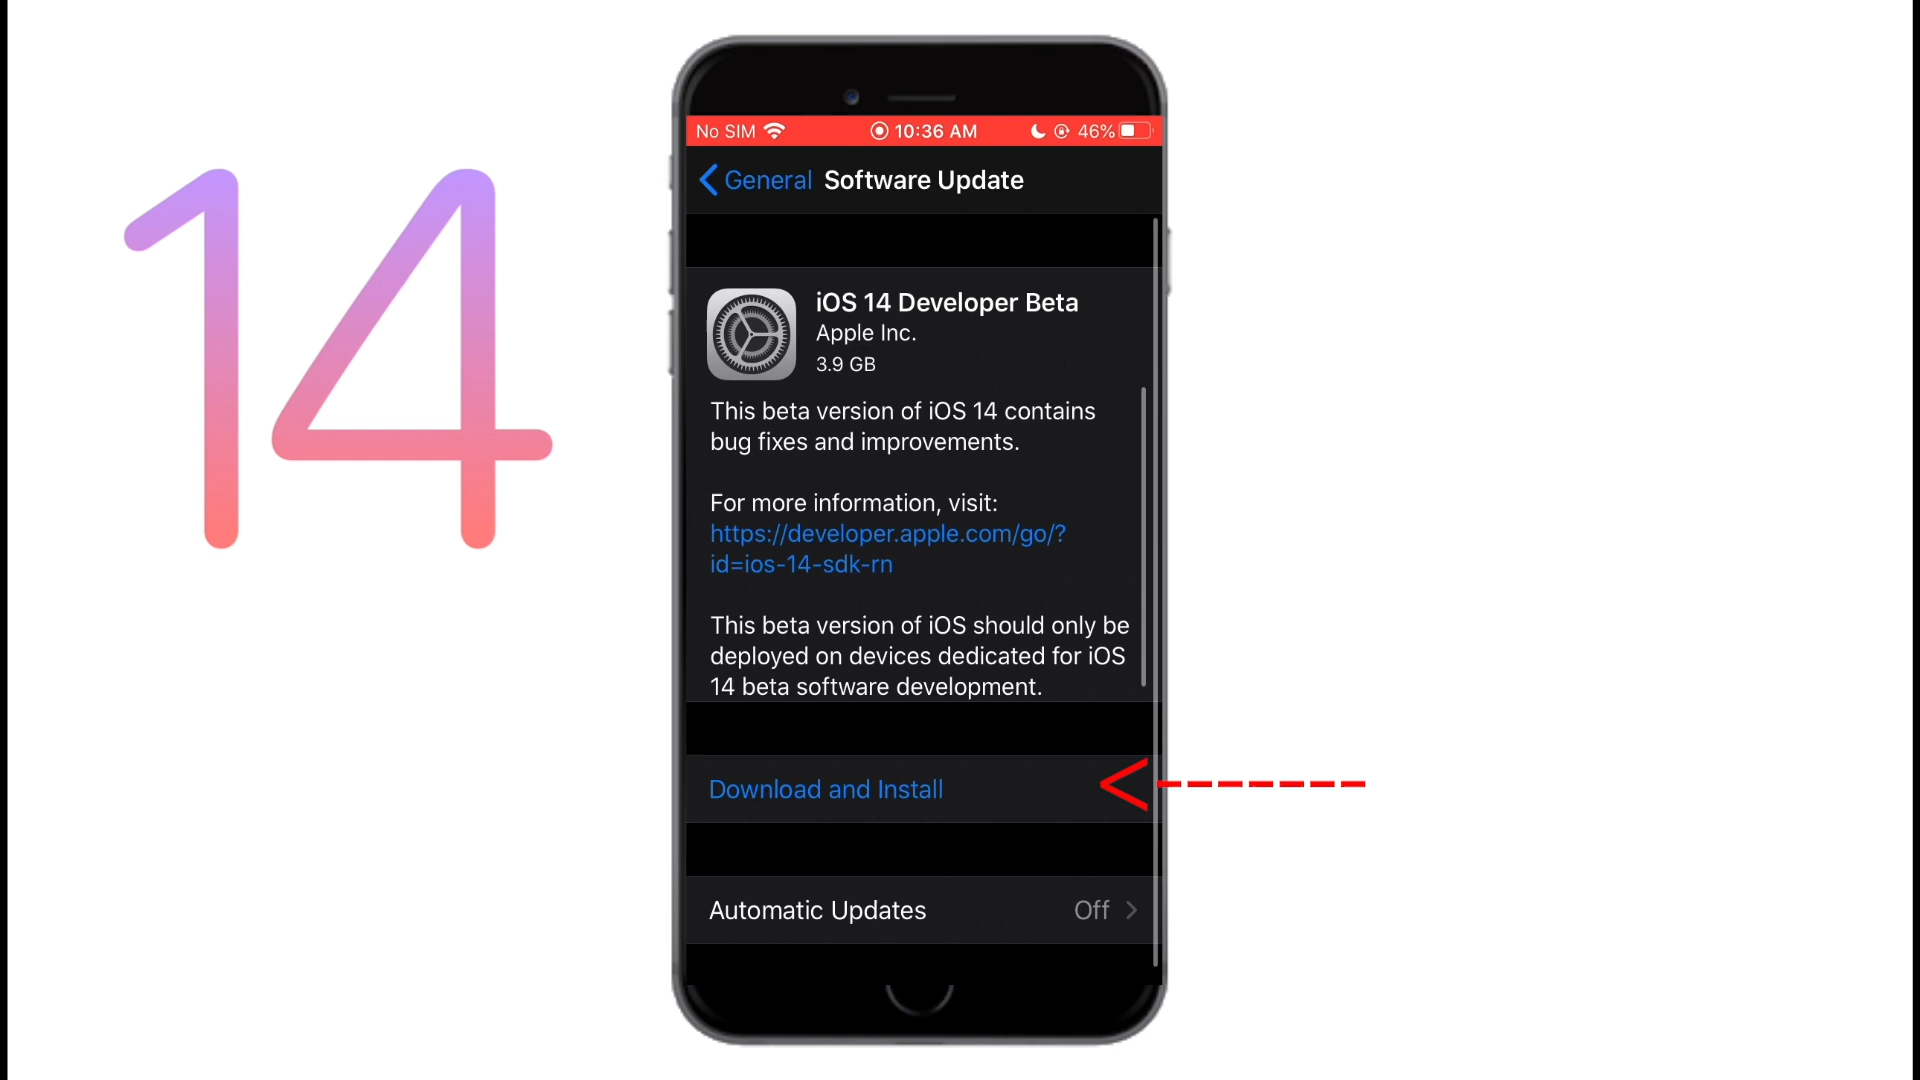 14
No SIM 10:36 AM 46%
General Software Update
iOS 14 Developer Beta
Apple Inc.
3.9 GB
This beta version of iOS 14 contains
bug fixes and improvements.
For more information, visit:
https://developer.apple.com/go/?
id=ios-14-sdk-rn
This beta version of iOS should only be
deployed on devices dedicated for iOS
14 beta software development.
Download and Install
Automatic Updates Off